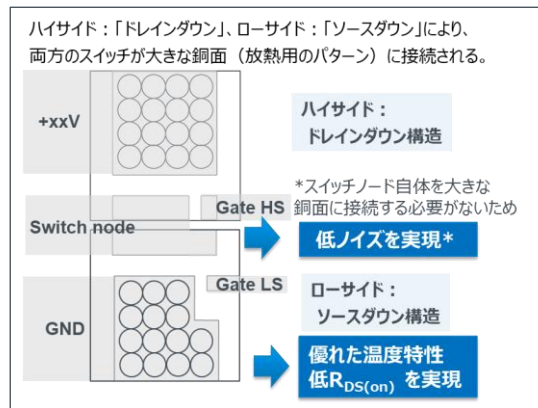 ハイサイド：「ドレインダウン」、ローサイド：「ソースダウン」により、
両方のスイッチが大きな銅面（放熱用のパターン）に接続される。
+xxV
ハイサイド：
ドレインダウン構造
*スイッチノード自体を大きな
銅面に接続する必要がないため
Gate HS
Switch node
低ノイズを実現*
Gate LS
ローサイド：
ソースダウン構造
GND
優れた温度特性
低RDS(on) を実現